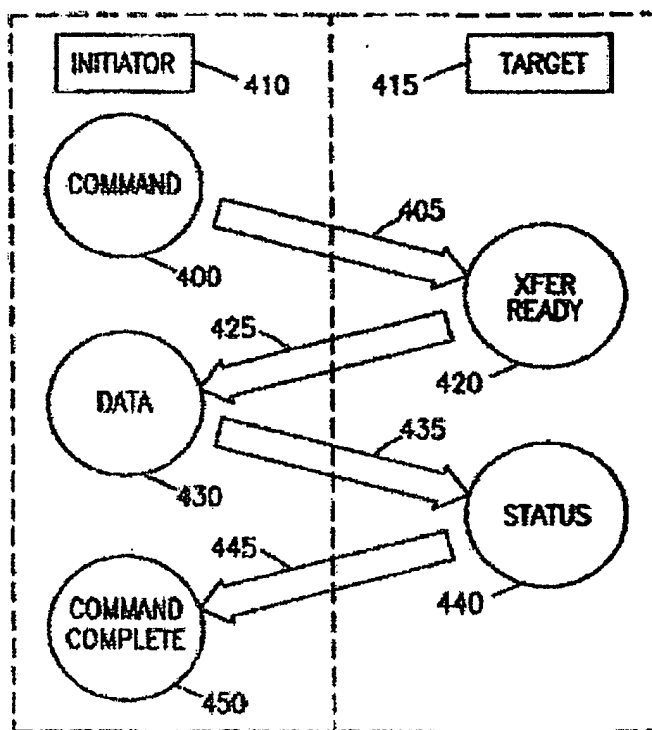 INITIATOR
410
415
TARGET
COMMAND
400
405
XFER
READY
420
425
DATA
430
435
STATUS
440
445
COMMAND
COMPLETE
450